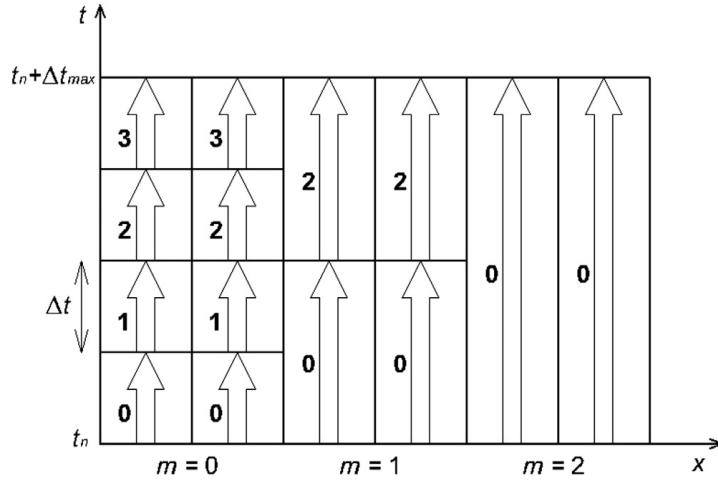 t
tₙ+Δtₘₐₓ
3 3
2 2
2 2
0 0
Δt
1 1
0 0
0 0
tₙ
m = 0 m = 1 m = 2 x